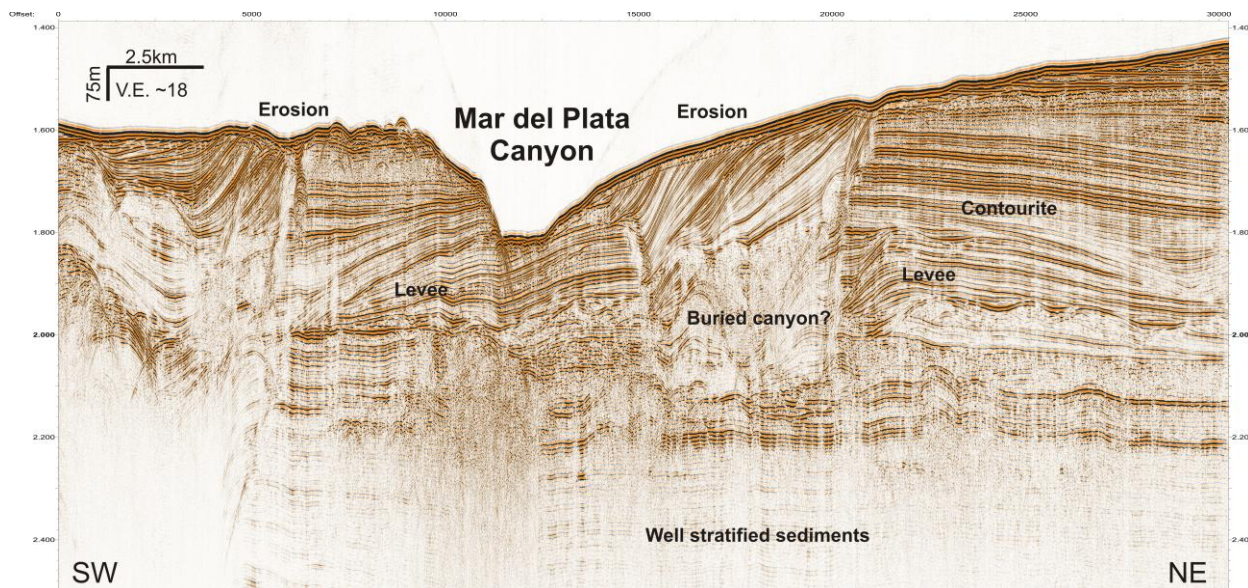 Offset: 0 5000 10000 15000 20000 25000 30000
1.400 1.400
2.5km
75m
V.E. ~18
Erosion
Mar del Plata
Canyon
Erosion
1.600 1.600
Contourite
1.800 1.800
Levee
Levee
Buried canyon?
2.000 2.000
2.200 2.200
Well stratified sediments
2.400 2.400
SW
NE